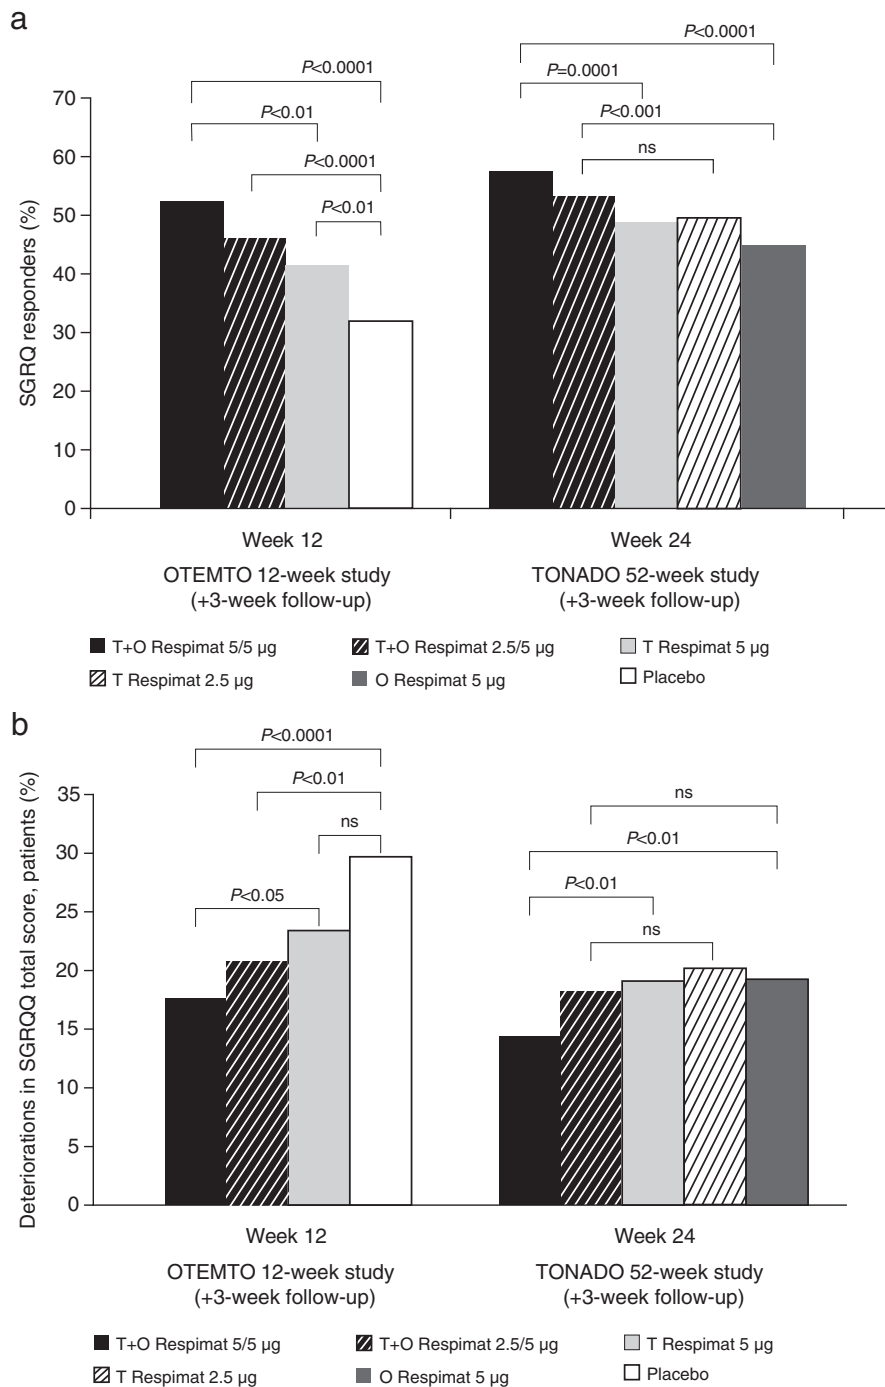 a
P<0.0001
P<0.0001
P=0.0001
P<0.01
P<0.001
P<0.0001
ns
P<0.01
SGRQ responders (%)
70
60
50
40
30
20
10
0
Week 12
Week 24
OTEMTO 12-week study
(+3-week follow-up)
TONADO 52-week study
(+3-week follow-up)
T+O Respimat 5/5 µg
T+O Respimat 2.5/5 µg
T Respimat 5 µg
T Respimat 2.5 µg
O Respimat 5 µg
Placebo
b
P<0.0001
P<0.01
ns
ns
P<0.01
P<0.05
P<0.01
ns
Deteriorations in SGRQQ total score, patients (%)
35
30
25
20
15
10
5
0
Week 12
Week 24
OTEMTO 12-week study
(+3-week follow-up)
TONADO 52-week study
(+3-week follow-up)
T+O Respimat 5/5 µg
T+O Respimat 2.5/5 µg
T Respimat 5 µg
T Respimat 2.5 µg
O Respimat 5 µg
Placebo